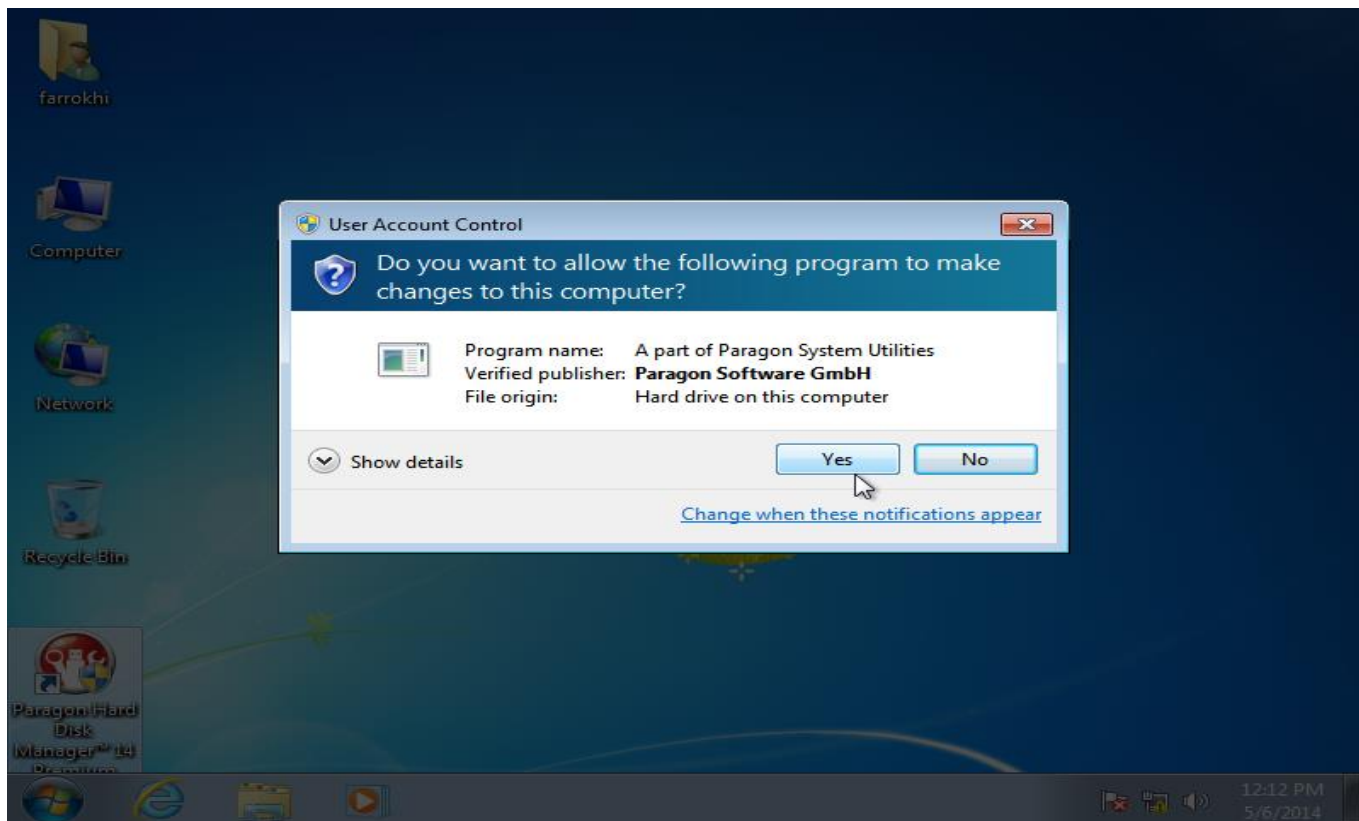 farrokhi
Computer
Network
Recycle Bin
Paragon Hard
Disk
Manager™ 14
Premium
User Account Control
Do you want to allow the following program to make
changes to this computer?
Program name: A part of Paragon System Utilities
Verified publisher: Paragon Software GmbH
File origin: Hard drive on this computer
Show details
Yes No
Change when these notifications appear
12:12 PM
5/6/2014